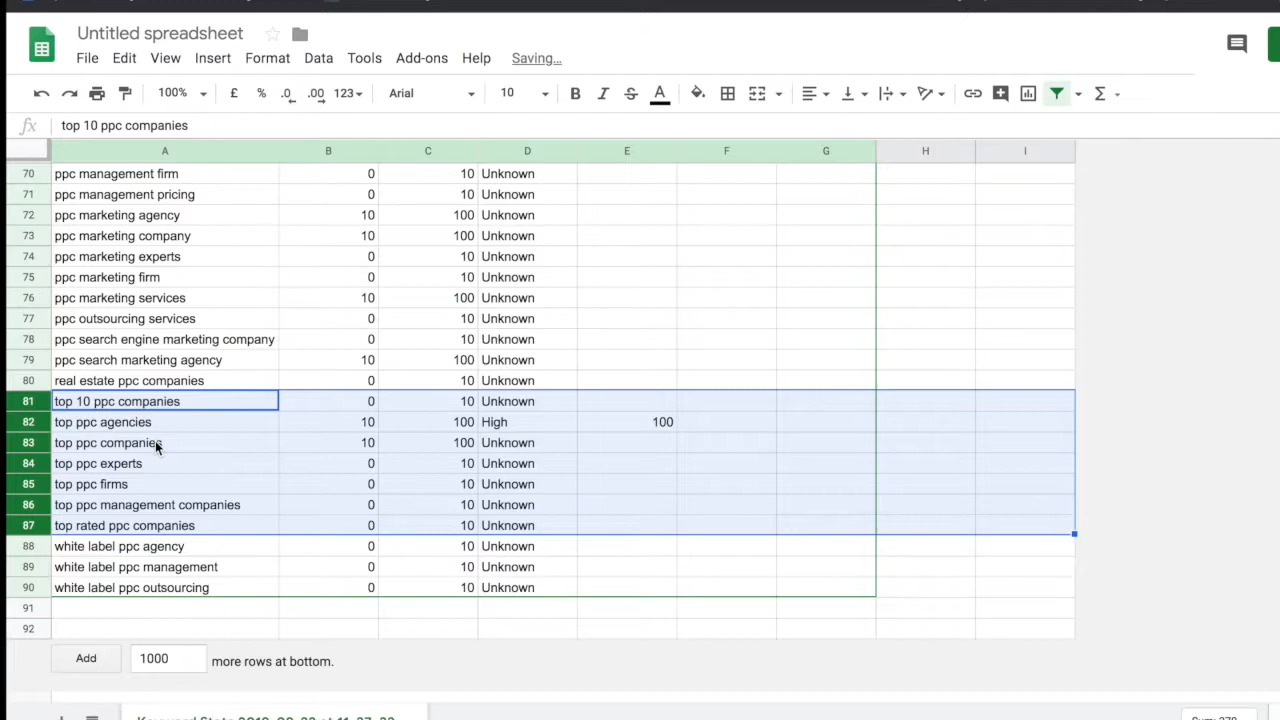 Untitled spreadsheet
File Edit View Insert Format Data Tools Add-ons Help Saving...
100% £ % .0 .00 123 Arial 10 B I S A Σ
fx top 10 ppc companies
A B C D E F G H I
70 ppc management firm 0 10 Unknown
71 ppc management pricing 0 10 Unknown
72 ppc marketing agency 10 100 Unknown
73 ppc marketing company 10 100 Unknown
74 ppc marketing experts 0 10 Unknown
75 ppc marketing firm 0 10 Unknown
76 ppc marketing services 10 100 Unknown
77 ppc outsourcing services 0 10 Unknown
78 ppc search engine marketing company 0 10 Unknown
79 ppc search marketing agency 10 100 Unknown
80 real estate ppc companies 0 10 Unknown
81 top 10 ppc companies 0 10 Unknown
82 top ppc agencies 10 100 High 100
83 top ppc companies 10 100 Unknown
84 top ppc experts 0 10 Unknown
85 top ppc firms 0 10 Unknown
86 top ppc management companies 0 10 Unknown
87 top rated ppc companies 0 10 Unknown
88 white label ppc agency 0 10 Unknown
89 white label ppc management 0 10 Unknown
90 white label ppc outsourcing 0 10 Unknown
91
92
Add 1000 more rows at bottom.